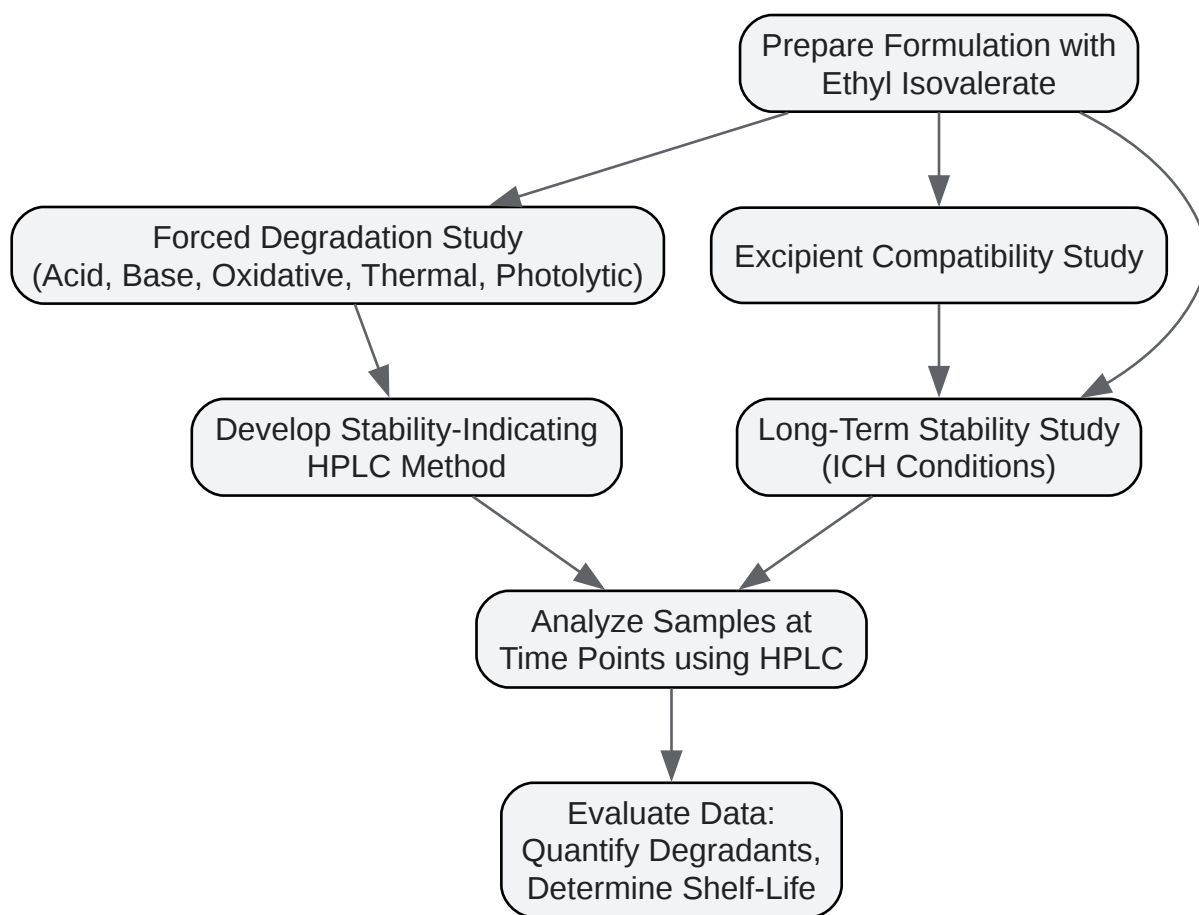 Prepare Formulation with
Ethyl Isovalerate
Forced Degradation Study
(Acid, Base, Oxidative, Thermal, Photolytic)
Excipient Compatibility Study
Develop Stability-Indicating
HPLC Method
Long-Term Stability Study
(ICH Conditions)
Analyze Samples at
Time Points using HPLC
Evaluate Data:
Quantify Degradants,
Determine Shelf-Life